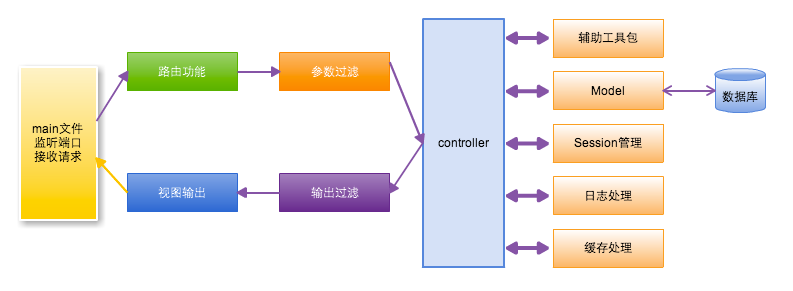 main文件
监听端口
接收请求
路由功能
参数过滤
视图输出
输出过滤
controller
辅助工具包
Model
数据库
Session管理
日志处理
缓存处理